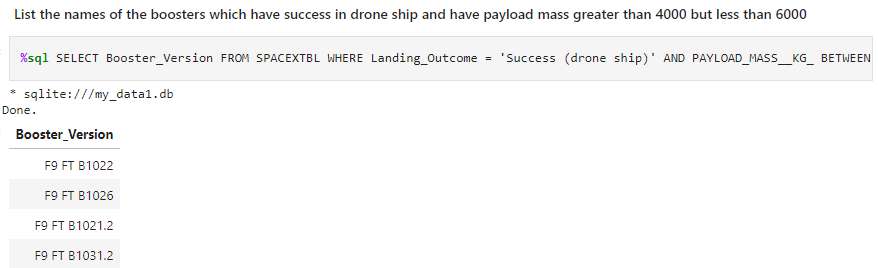 List the names of the boosters which have success in drone ship and have payload mass greater than 4000 but less than 6000
%sql SELECT Booster_Version FROM SPACEXTBL WHERE Landing_Outcome = 'Success (drone ship)' AND PAYLOAD_MASS__KG_ BETWEEN
* sqlite:///my_data1.db
Done.
Booster_Version
F9 FT B1022
F9 FT B1026
F9 FT B1021.2
F9 FT B1031.2